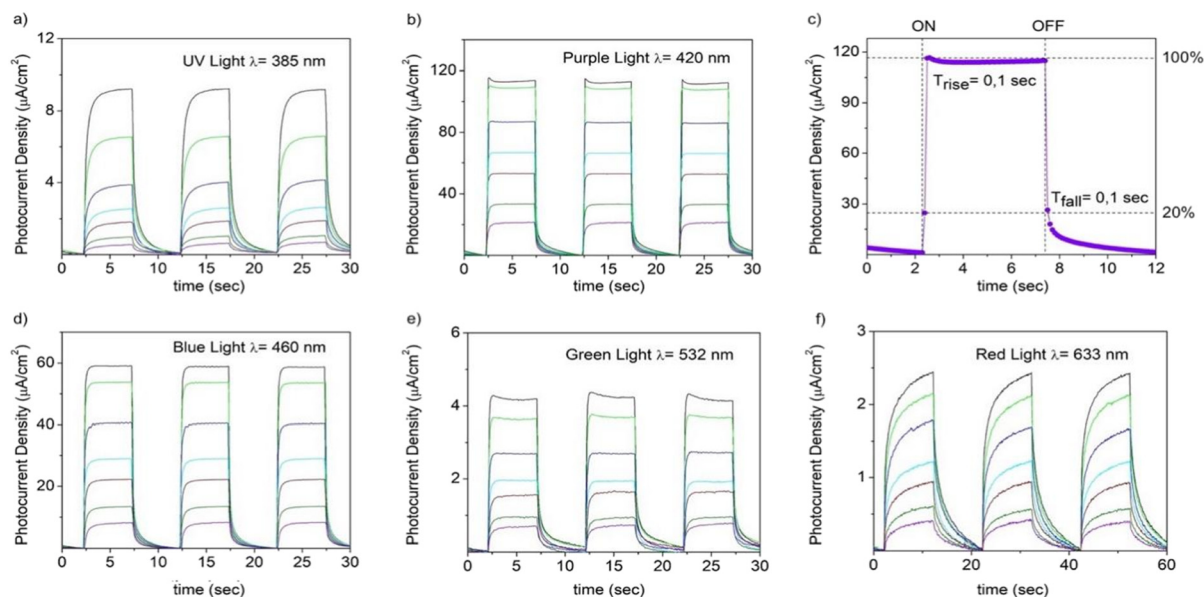 a)
UV Light λ= 385 nm
Photocurrent Density (μA/cm²)
12
8
4
0 5 10 15 20 25 30
time (sec)
b)
Purple Light λ= 420 nm
Photocurrent Density (μA/cm²)
120
80
40
0 5 10 15 20 25 30
time (sec)
c)
ON OFF
Photocurrent Density (μA/cm²)
120
90
60
30
100%
Trise= 0,1 sec
Tfall= 0,1 sec
20%
0 2 4 6 8 10 12
time (sec)
d)
Blue Light λ= 460 nm
Photocurrent Density (μA/cm²)
60
40
20
0 5 10 15 20 25 30
time (sec)
e)
Green Light λ= 532 nm
Photocurrent Density (μA/cm²)
6
4
2
0 5 10 15 20 25 30
time (sec)
f)
Red Light λ= 633 nm
Photocurrent Density (μA/cm²)
3
2
1
0
0 20 40 60
time (sec)